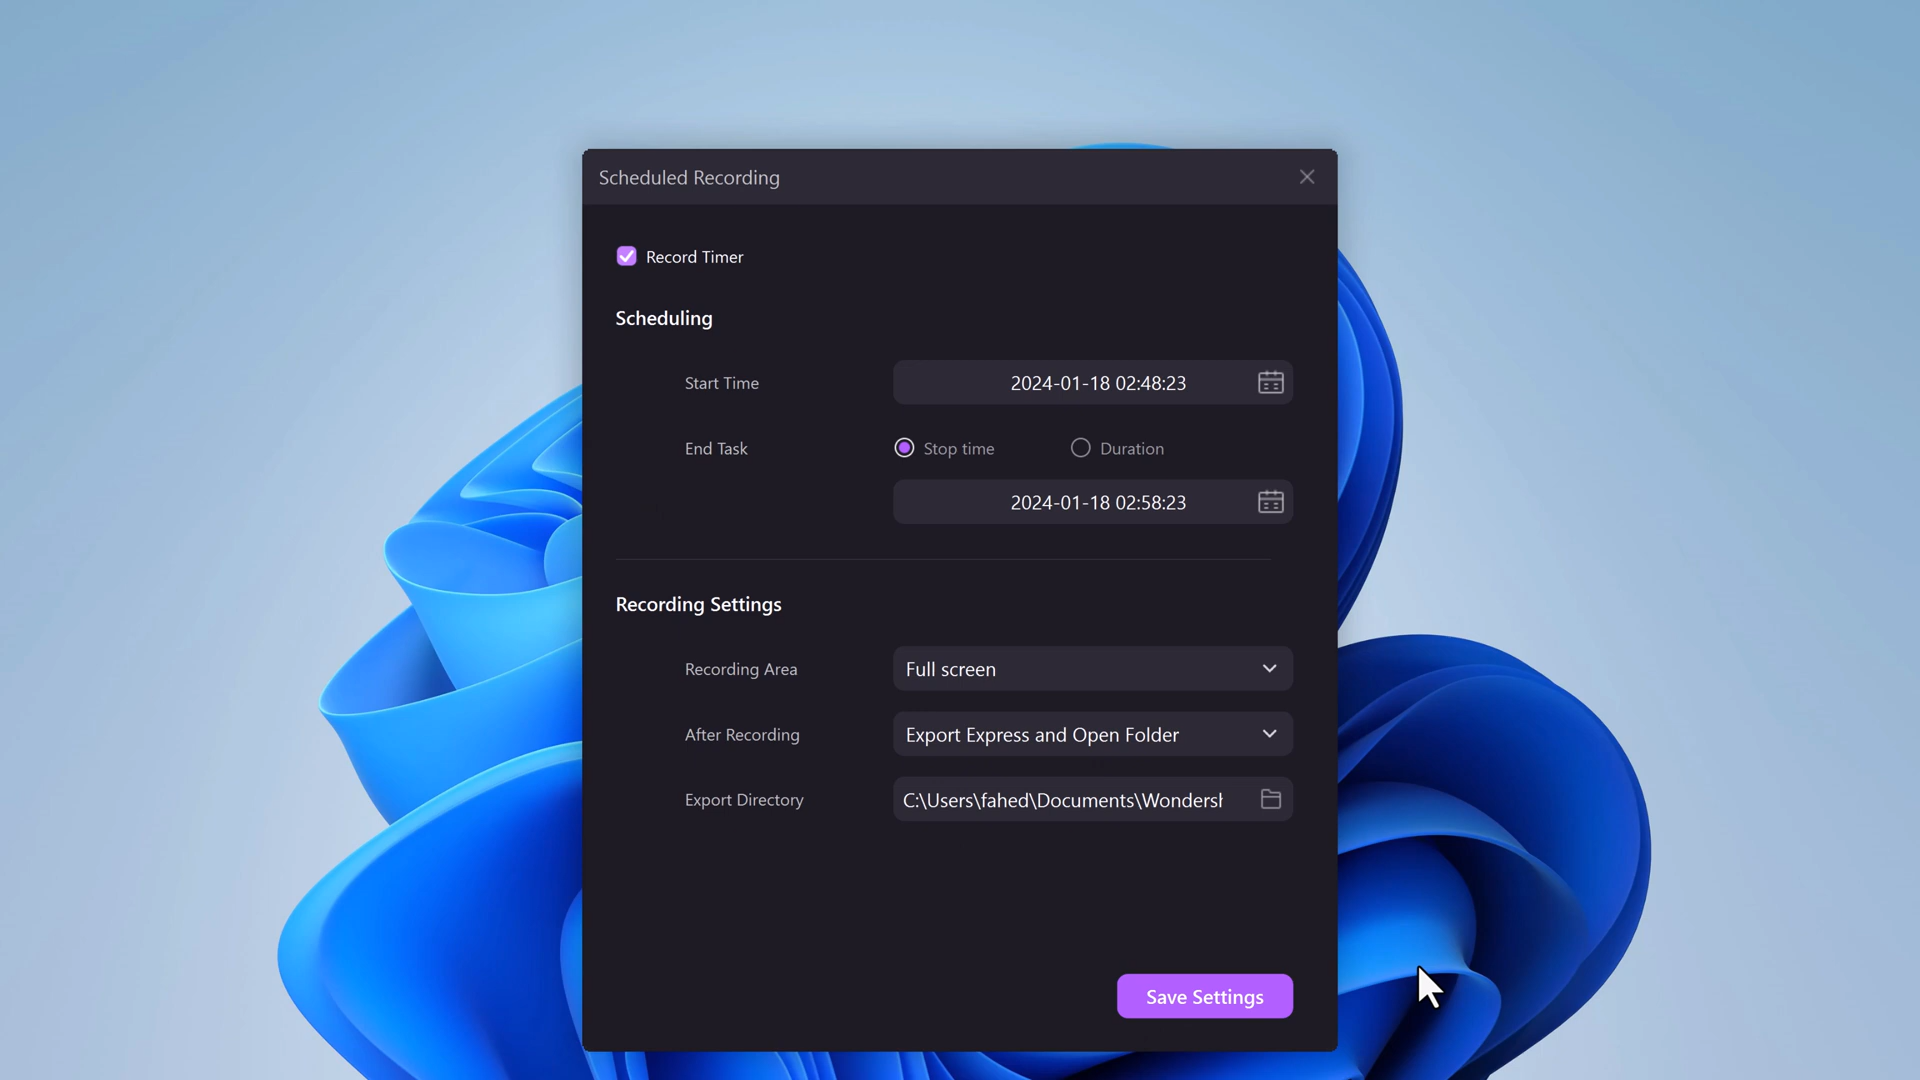 Scheduled Recording
Record Timer
Scheduling
Start Time
2024-01-18 02:48:23
End Task
Stop time
Duration
2024-01-18 02:58:23
Recording Settings
Recording Area
Full screen
After Recording
Export Express and Open Folder
Export Directory
C:\Users\fahed\Documents\Wondersh
Save Settings